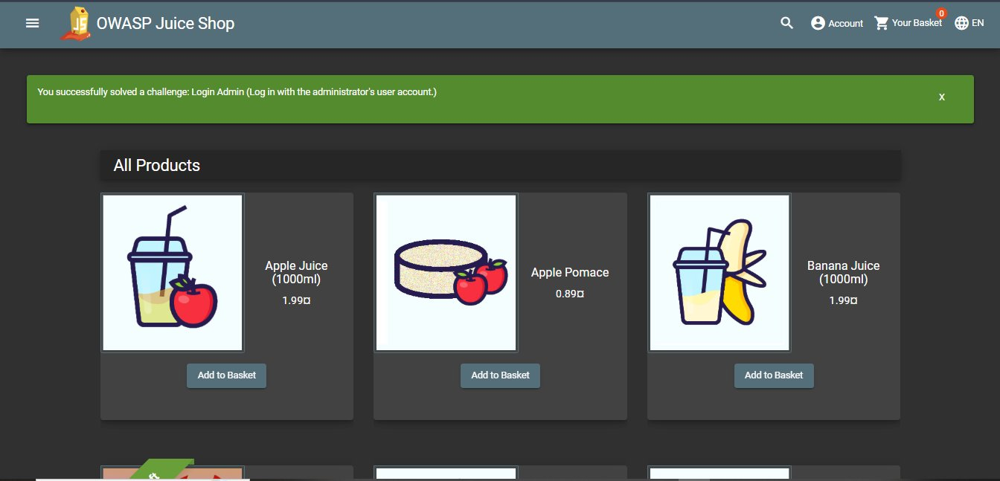 JS
OWASP Juice Shop
Account
Your Basket
0
EN
You successfully solved a challenge: Login Admin (Log in with the administrator's user account.)
X
All Products
Apple Juice
(1000ml)
1.99¤
Add to Basket
Apple Pomace
0.89¤
Add to Basket
Banana Juice
(1000ml)
1.99¤
Add to Basket